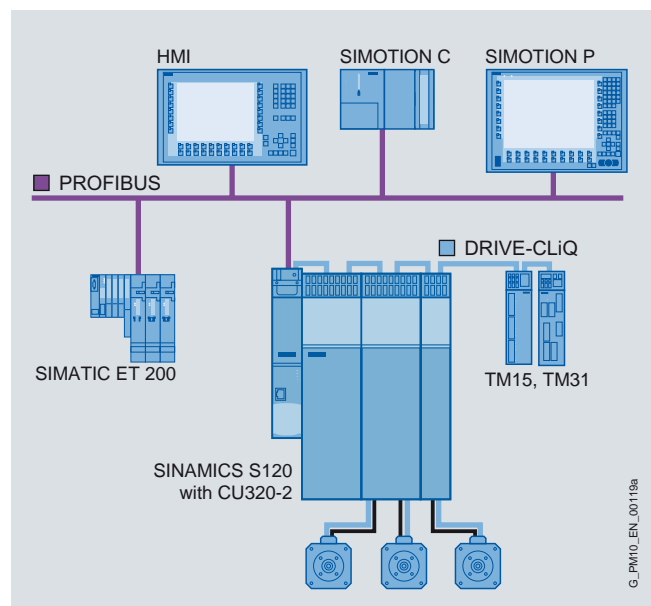 HMI
SIMOTION C
SIMOTION P
PROFIBUS
DRIVE-CLiQ
SIMATIC ET 200
TM15, TM31
SINAMICS S120
with CU320-2
G_PM10_EN_00119a